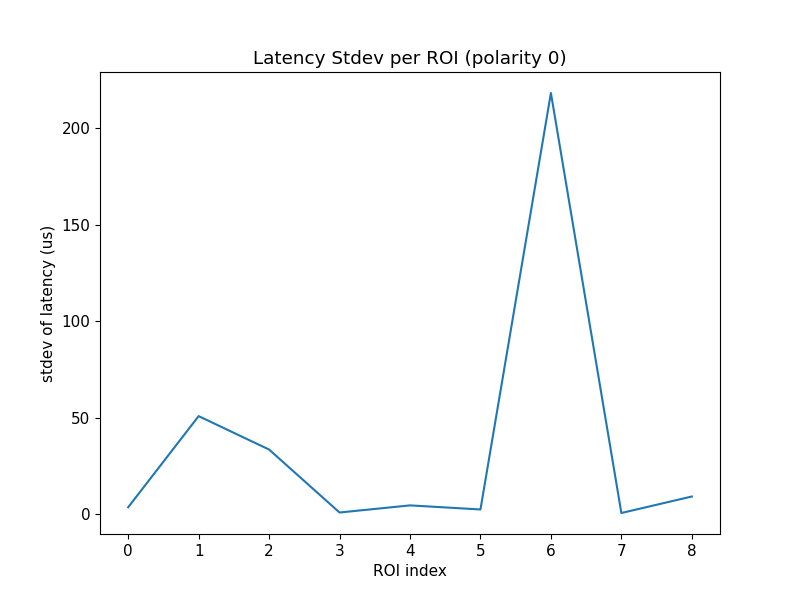 Latency Stdev per ROI (polarity 0)
200
150
100
50
0
stdev of latency (us)
0 1 2 3 4 5 6 7 8
ROI index